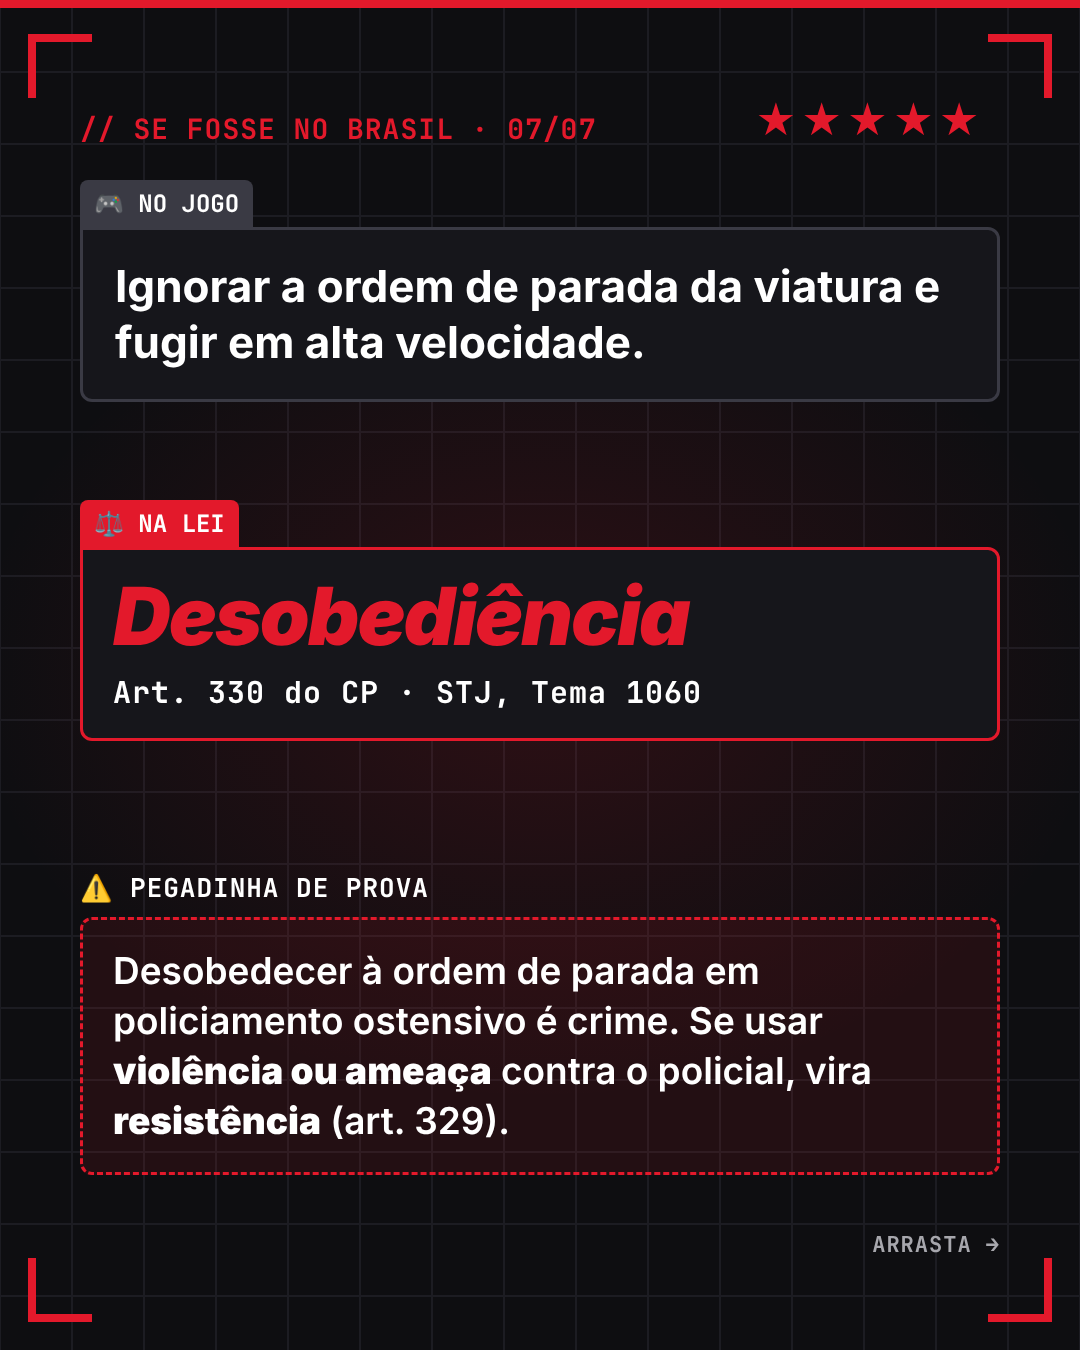 // SE FOSSE NO BRASIL · 07/07
★★★★★
🎮 NO JOGO
Ignorar a ordem de parada da viatura e
fugir em alta velocidade.
⚖️ NA LEI
Desobediência
Art. 330 do CP · STJ, Tema 1060
⚠️ PEGADINHA DE PROVA
Desobedecer à ordem de parada em
policiamento ostensivo é crime. Se usar
violência ou ameaça contra o policial, vira
resistência (art. 329).
ARRASTA →